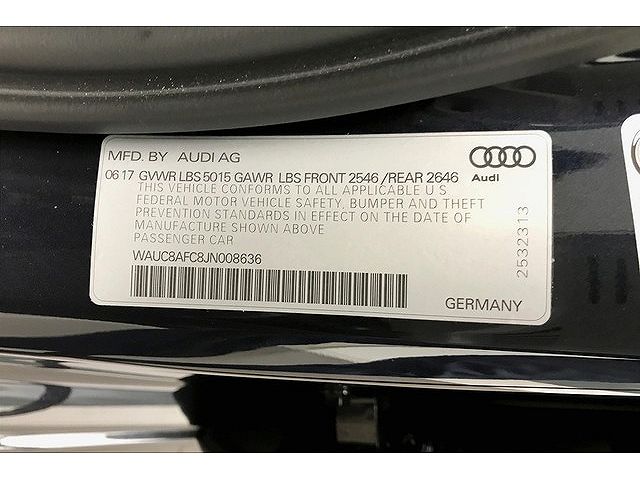 MFD. BY AUDI AG
Audi
06 17 GVWR LBS 5015 GAWR LBS FRONT 2546 /REAR 2646
THIS VEHICLE CONFORMS TO ALL APPLICABLE U S
FEDERAL MOTOR VEHICLE SAFETY, BUMPER AND THEFT
PREVENTION STANDARDS IN EFFECT ON THE DATE OF
MANUFACTURE SHOWN ABOVE
PASSENGER CAR
WAUC8AFC8JN008636
2532313
GERMANY